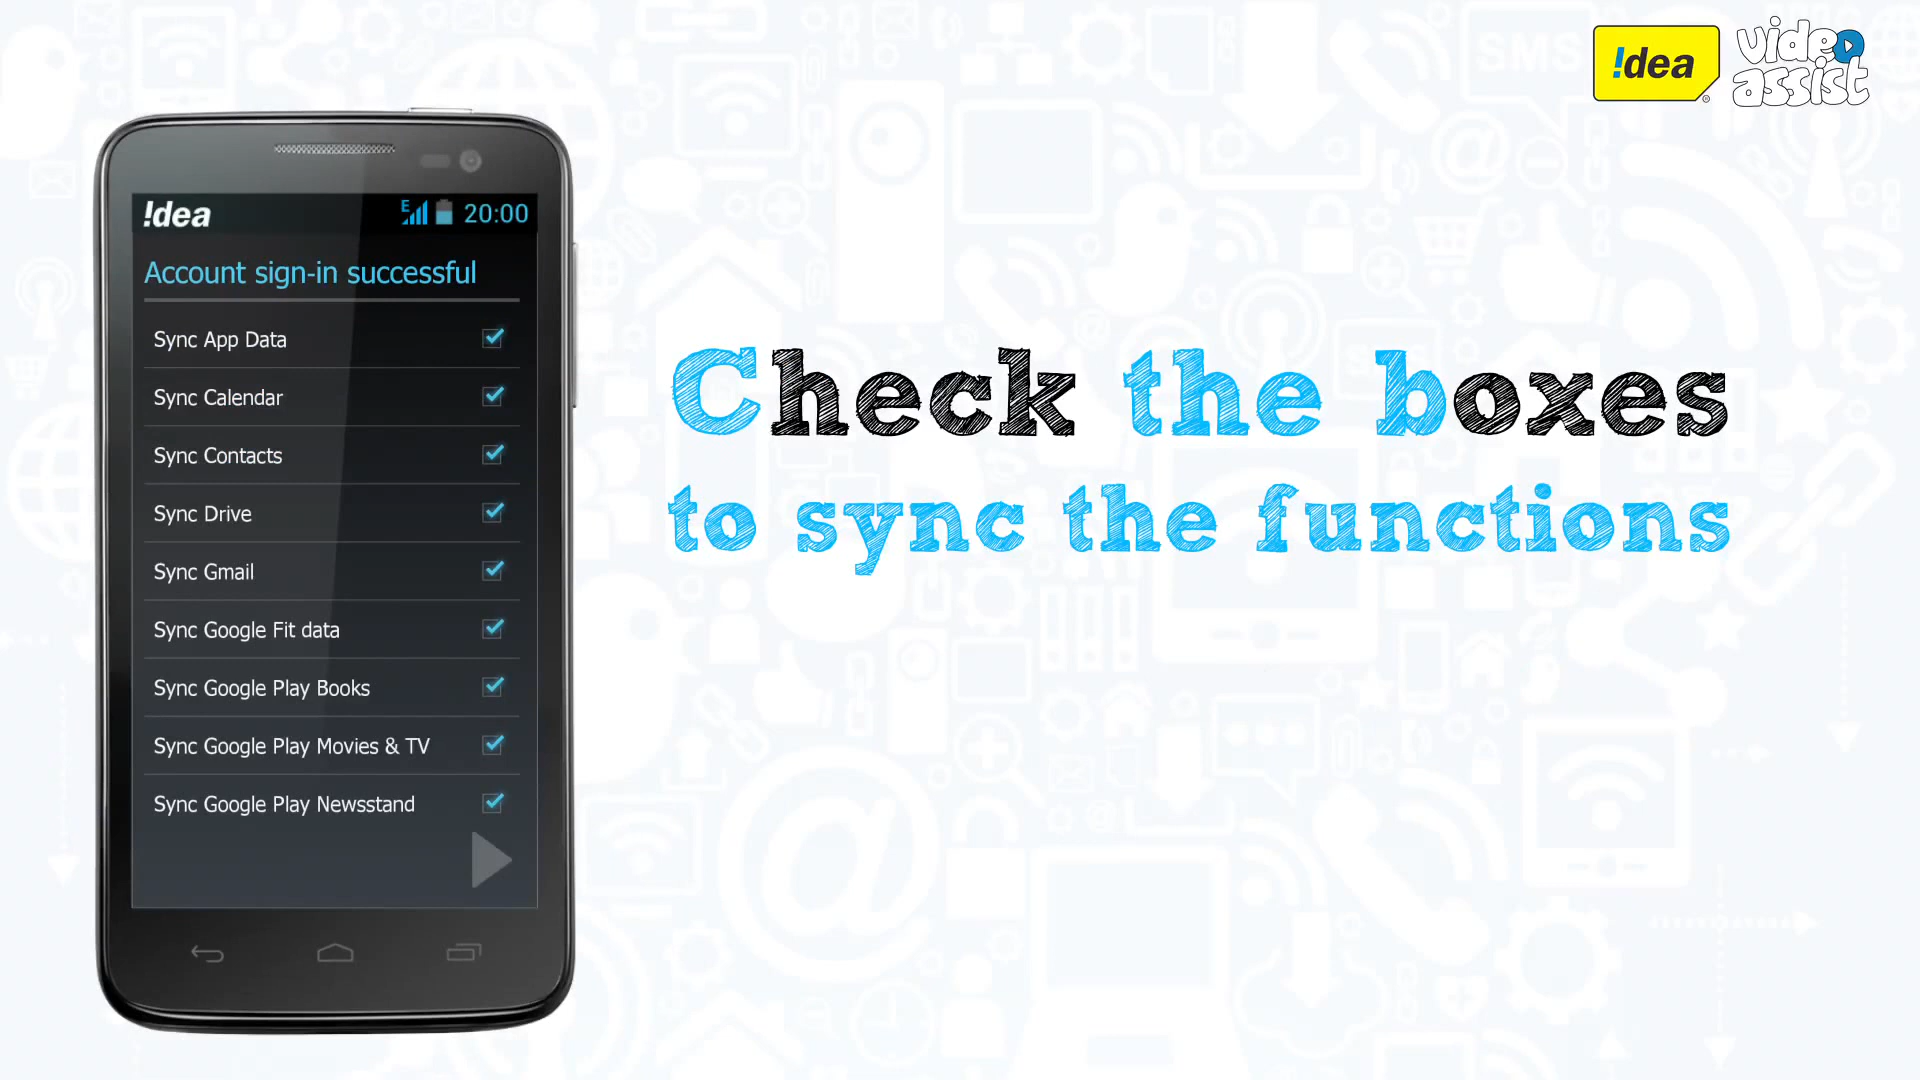 !dea
video
assist
!dea
E 20:00
Account sign-in successful
Sync App Data
Sync Calendar
Sync Contacts
Sync Drive
Sync Gmail
Sync Google Fit data
Sync Google Play Books
Sync Google Play Movies & TV
Sync Google Play Newsstand
Check the boxes
to sync the functions
SMS